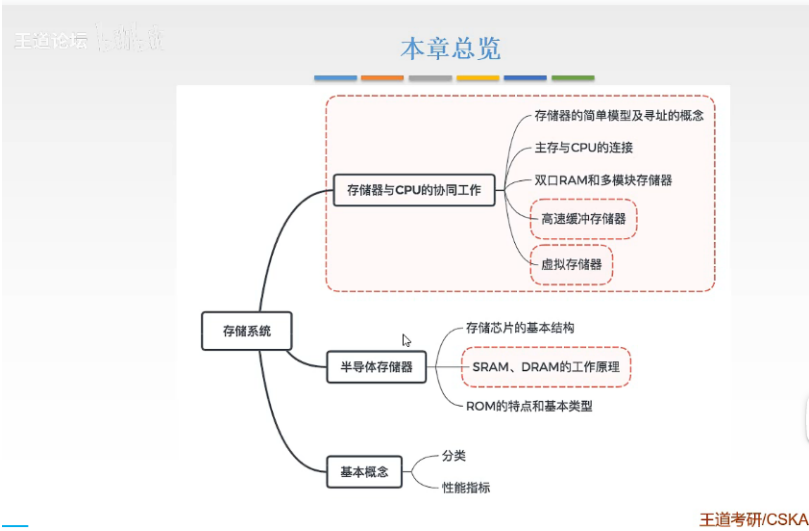 王道论坛
本章总览
存储器的简单模型及寻址的概念
主存与CPU的连接
存储器与CPU的协同工作
双口RAM和多模块存储器
高速缓冲存储器
虚拟存储器
存储系统
存储芯片的基本结构
半导体存储器
SRAM、DRAM的工作原理
ROM的特点和基本类型
基本概念
分类
性能指标
王道考研/CSKA